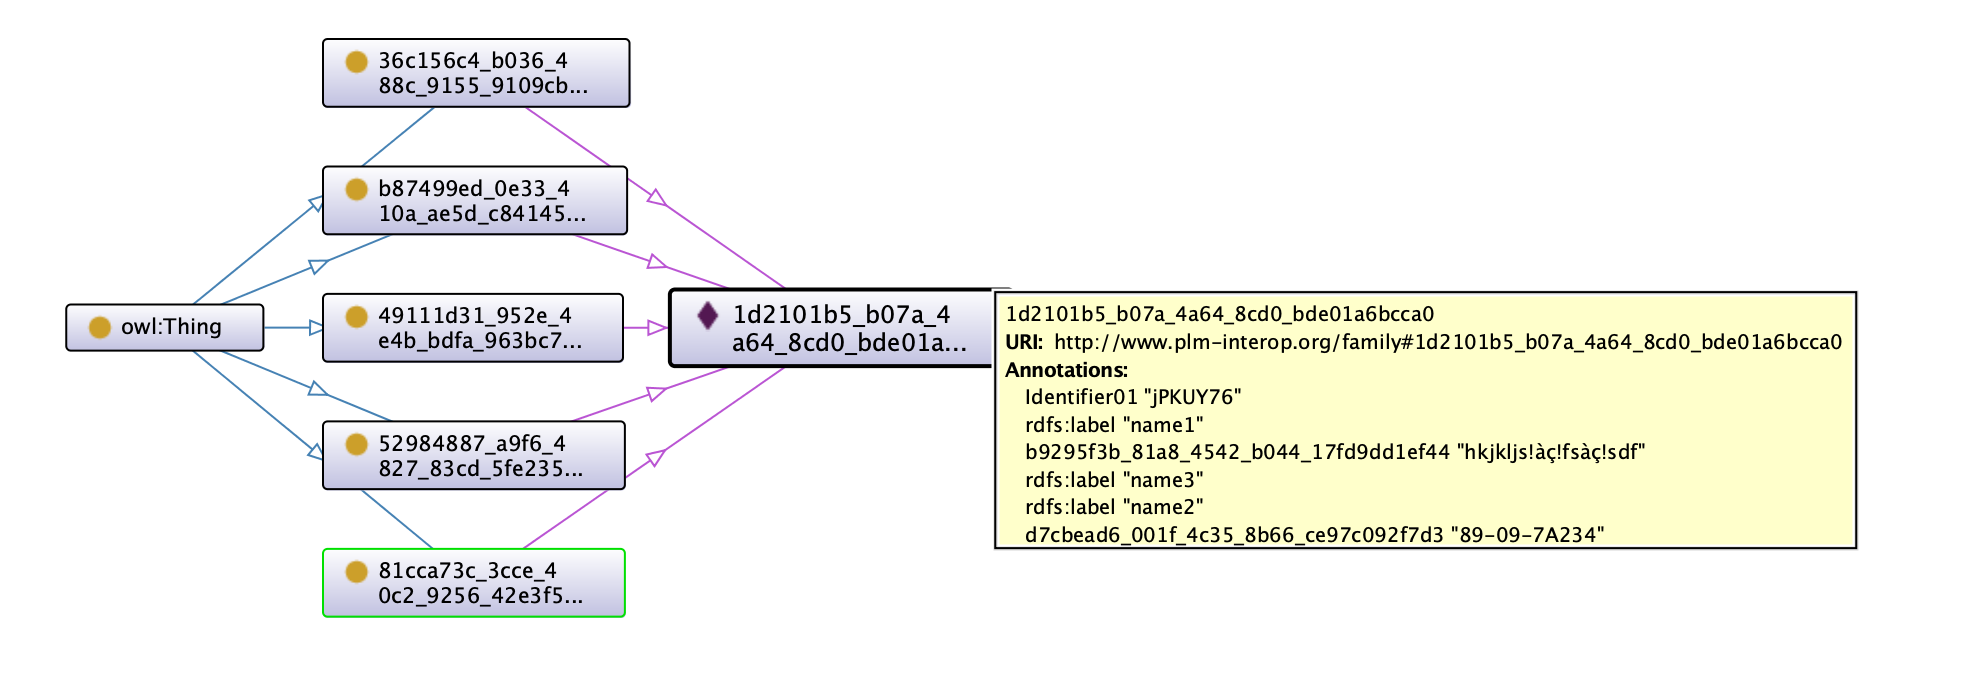 36c156c4_b036_4
88c_9155_9109cb...
b87499ed_0e33_4
10a_ae5d_c84145...
owl:Thing
49111d31_952e_4
e4b_bdfa_963bc7...
52984887_a9f6_4
827_83cd_5fe235...
81cca73c_3cce_4
0c2_9256_42e3f5...
1d2101b5_b07a_4
a64_8cd0_bde01a...
1d2101b5_b07a_4a64_8cd0_bde01a6bcca0
URI: http://www.plm-interop.org/family#1d2101b5_b07a_4a64_8cd0_bde01a6bcca0
Annotations:
Identifier01 "jPKUY76"
rdfs:label "name1"
b9295f3b_81a8_4542_b044_17fd9dd1ef44 "hkjkljs!àç!fsàç!sdf"
rdfs:label "name3"
rdfs:label "name2"
d7cbead6_001f_4c35_8b66_ce97c092f7d3 "89-09-7A234"